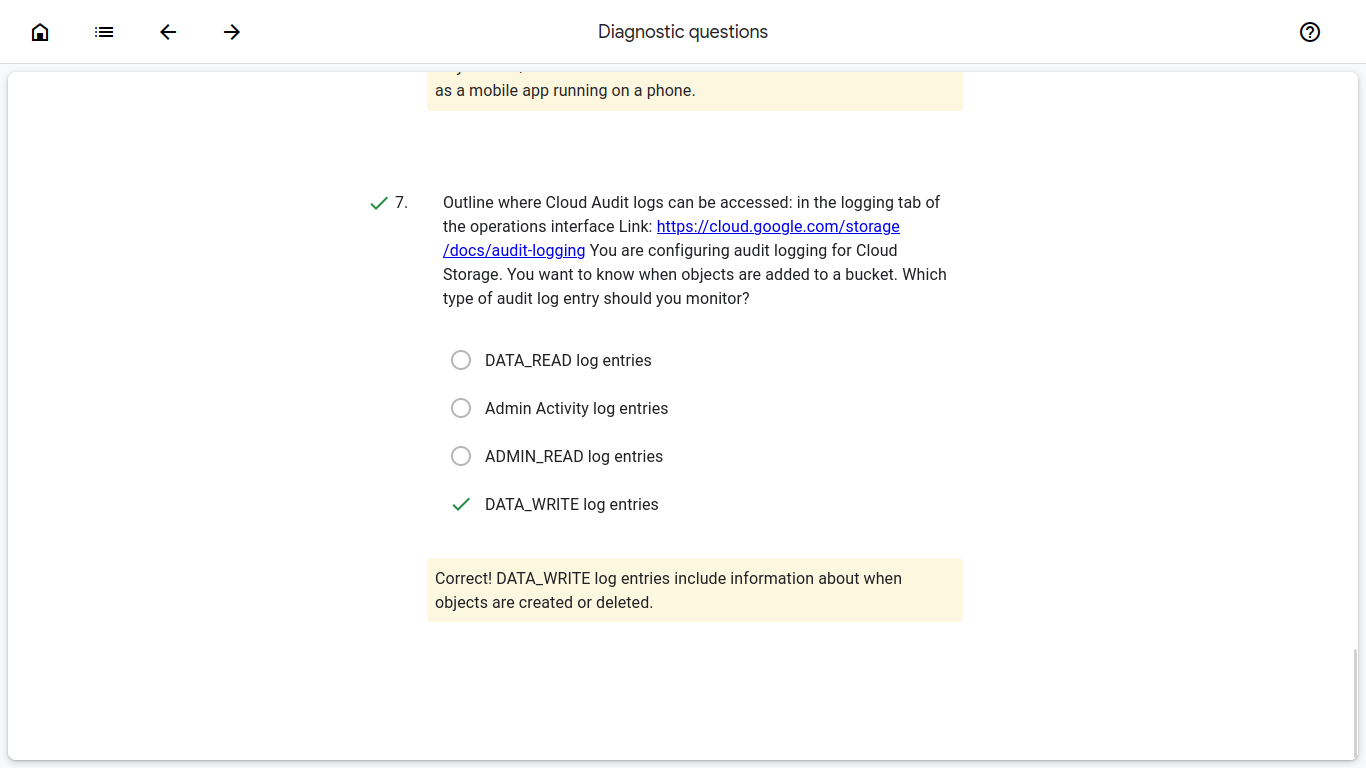 Diagnostic questions
as a mobile app running on a phone.
7.
Outline where Cloud Audit logs can be accessed: in the logging tab of
the operations interface Link: https://cloud.google.com/storage
/docs/audit-logging You are configuring audit logging for Cloud
Storage. You want to know when objects are added to a bucket. Which
type of audit log entry should you monitor?
DATA_READ log entries
Admin Activity log entries
ADMIN_READ log entries
DATA_WRITE log entries
Correct! DATA_WRITE log entries include information about when
objects are created or deleted.